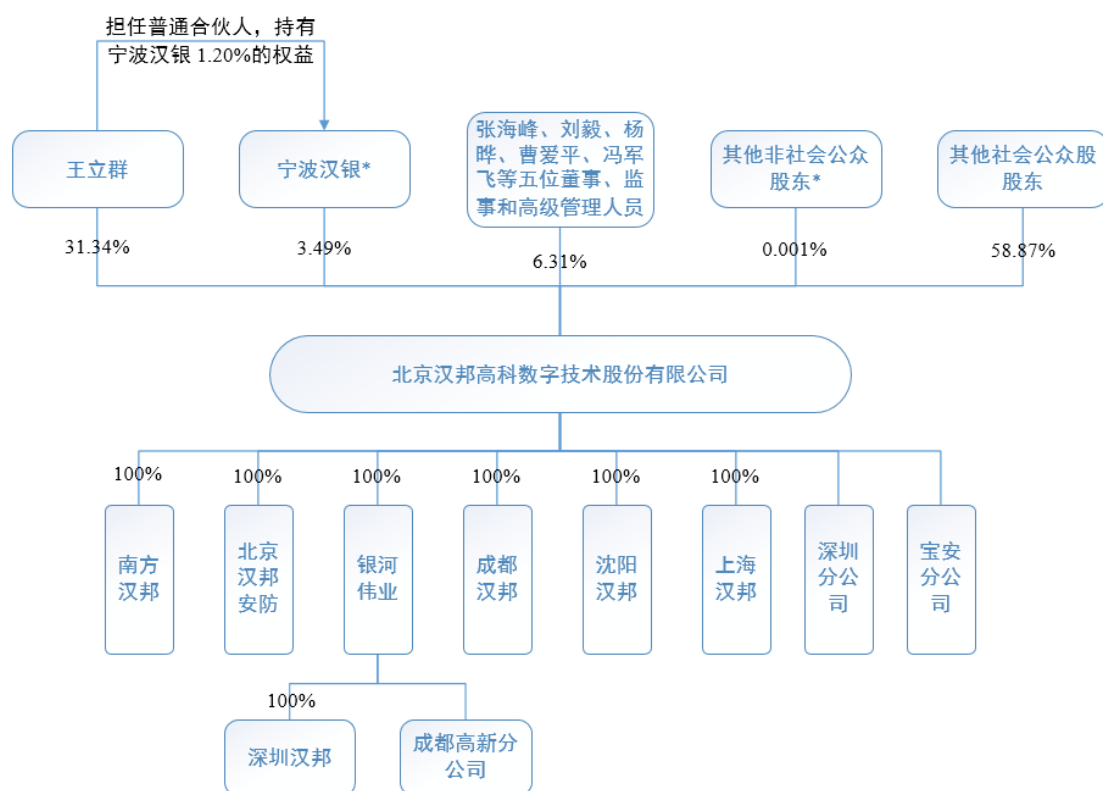 担任普通合伙人，持有
宁波汉银 1.20%的权益
王立群
宁波汉银*
张海峰、刘毅、杨
晔、曹爱平、冯军
飞等五位董事、监
事和高级管理人员
其他非社会公众
股东*
其他社会公众股
股东
31.34%
3.49%
6.31%
0.001%
58.87%
北京汉邦高科数字技术股份有限公司
100%
100%
100%
100%
100%
100%
南方
汉邦
北京
汉邦
安防
银河
伟业
成都
汉邦
沈阳
汉邦
上海
汉邦
深圳
分公
司
宝安
分公
司
100%
深圳汉邦
成都高新分
公司